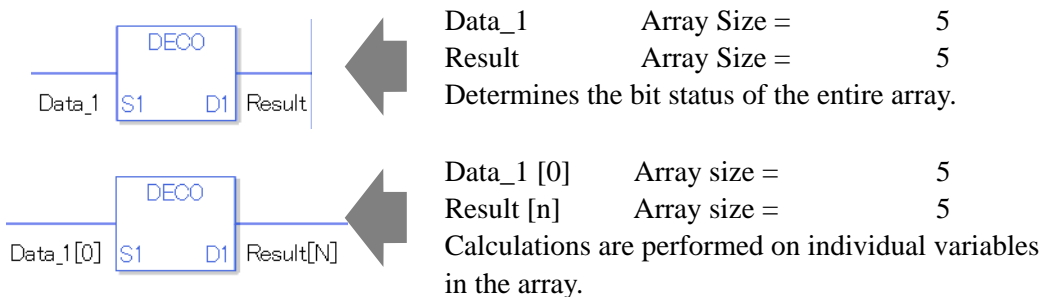 DECO
Data_1 S1 D1 Result
Data_1 Array Size = 5
Result Array Size = 5
Determines the bit status of the entire array.
DECO
Data_1[0] S1 D1 Result[N]
Data_1 [0] Array size = 5
Result [n] Array size = 5
Calculations are performed on individual variables
in the array.